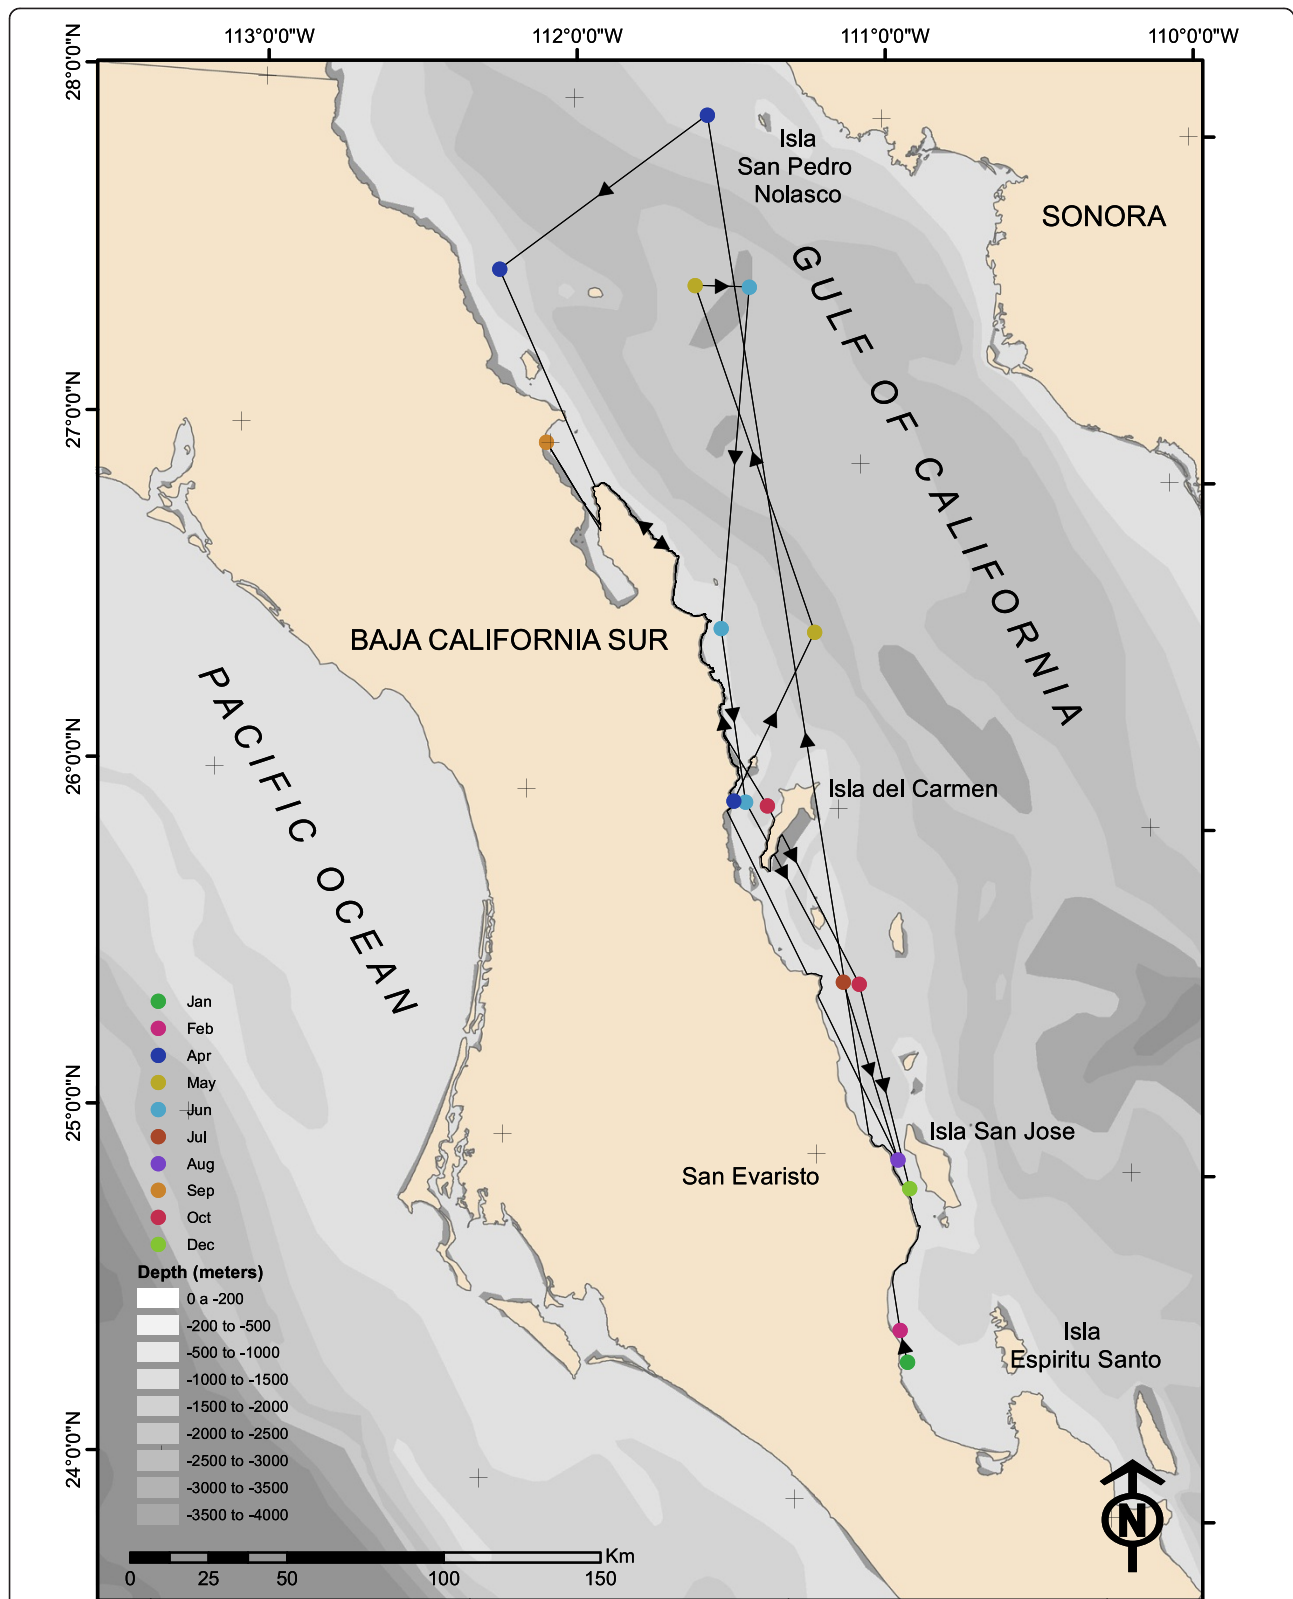 113°0'0"W
112°0'0"W
111°0'0"W
110°0'0"W
28°0'0"N
27°0'0"N
26°0'0"N
25°0'0"N
24°0'0"N
Isla
San Pedro
Nolasco
SONORA
GULF OF CALIFORNIA
BAJA CALIFORNIA SUR
PACIFIC OCEAN
Isla del Carmen
Isla San Jose
San Evaristo
Isla
Espiritu Santo
Jan
Feb
Apr
May
Jun
Jul
Aug
Sep
Oct
Dec
Depth (meters)
0 a -200
-200 to -500
-500 to -1000
-1000 to -1500
-1500 to -2000
-2000 to -2500
-2500 to -3000
-3000 to -3500
-3500 to -4000
Km
0 25 50 100 150
N